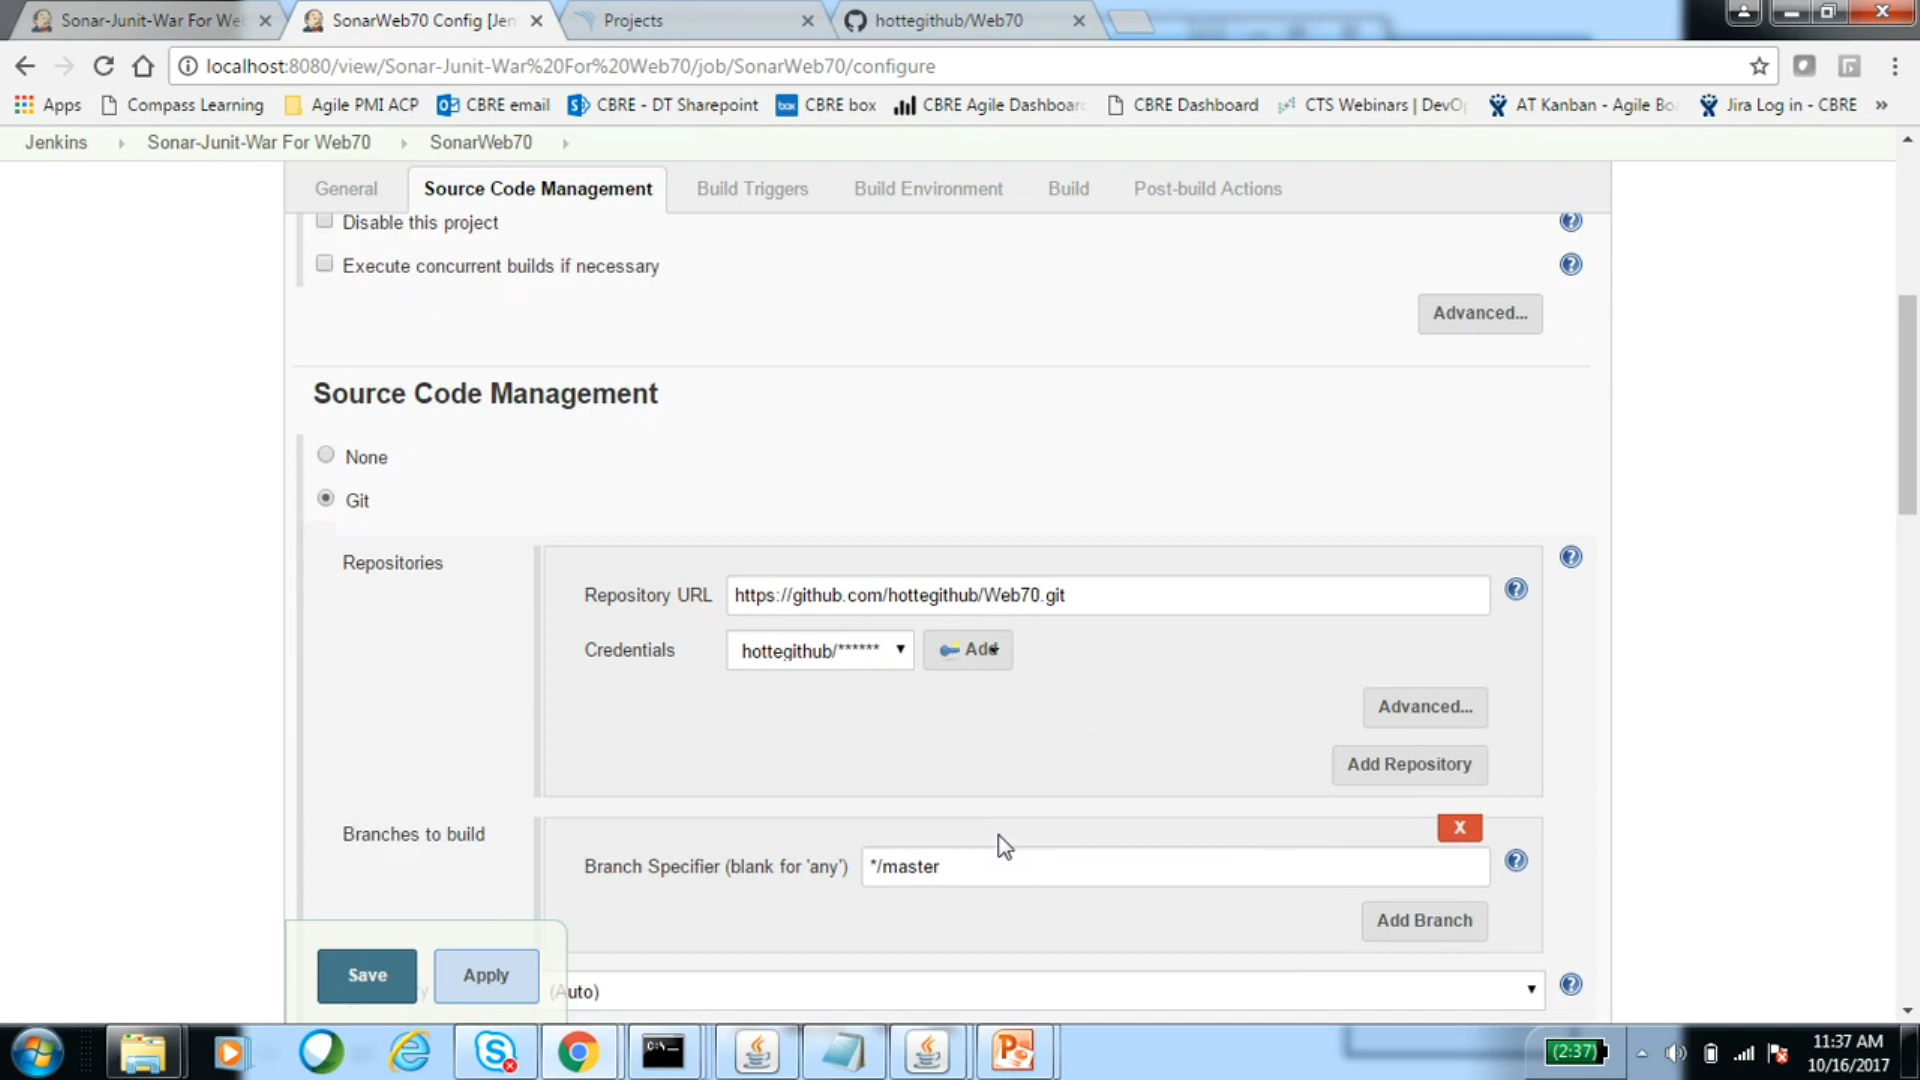 Sonar-Junit-War For We
SonarWeb70 Config [Jen
Projects
hottegithub/Web70
localhost:8080/view/Sonar-Junit-War%20For%20Web70/job/SonarWeb70/configure
Apps
Compass Learning
Agile PMI ACP
CBRE email
CBRE - DT Sharepoint
CBRE box
CBRE Agile Dashboar
CBRE Dashboard
CTS Webinars | DevO
AT Kanban - Agile Bo
Jira Log in - CBRE
»
Jenkins
Sonar-Junit-War For Web70
SonarWeb70
General
Source Code Management
Build Triggers
Build Environment
Build
Post-build Actions
Disable this project
Execute concurrent builds if necessary
Advanced...
Source Code Management
None
Git
Repositories
Repository URL
https://github.com/hottegithub/Web70.git
Credentials
hottegithub/******
Add
Advanced...
Add Repository
Branches to build
X
Branch Specifier (blank for 'any')
*/master
Add Branch
Save
Apply
(Auto)
(2:37)
11:37 AM
10/16/2017